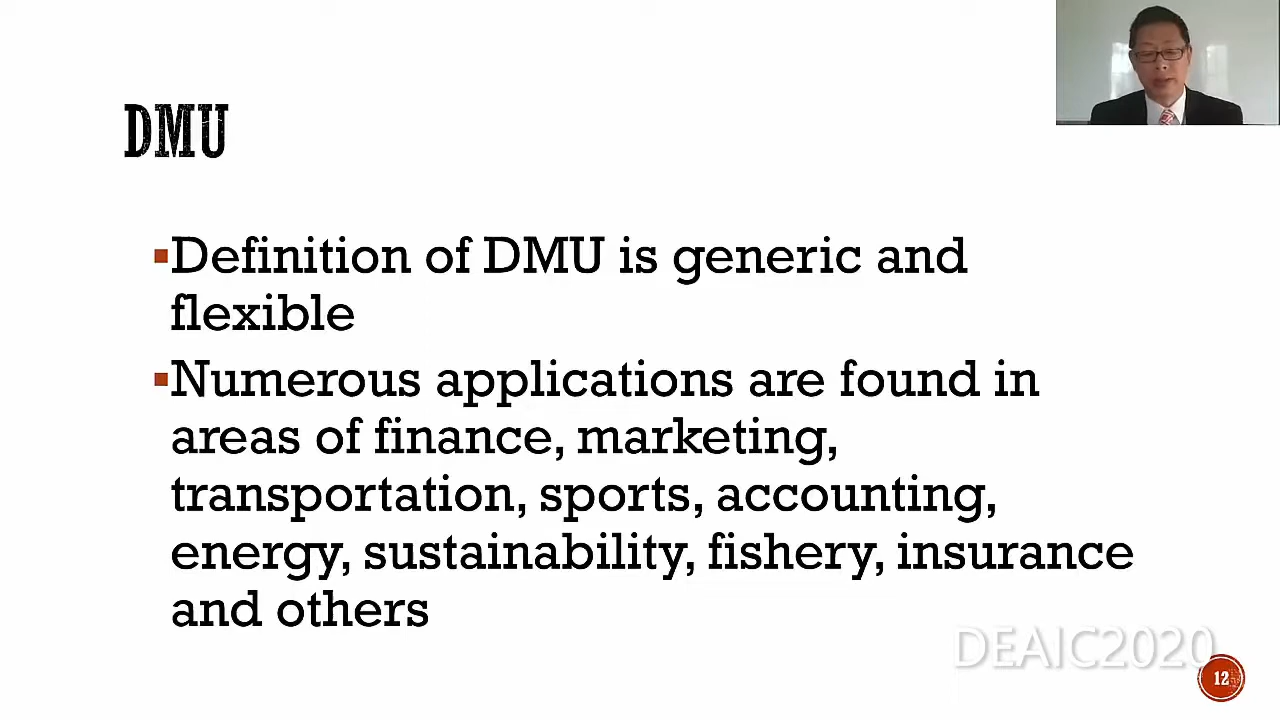 DMU
▪Definition of DMU is generic and
flexible
▪Numerous applications are found in
areas of finance, marketing,
transportation, sports, accounting,
energy, sustainability, fishery, insurance
and others
DEAIC2020
12